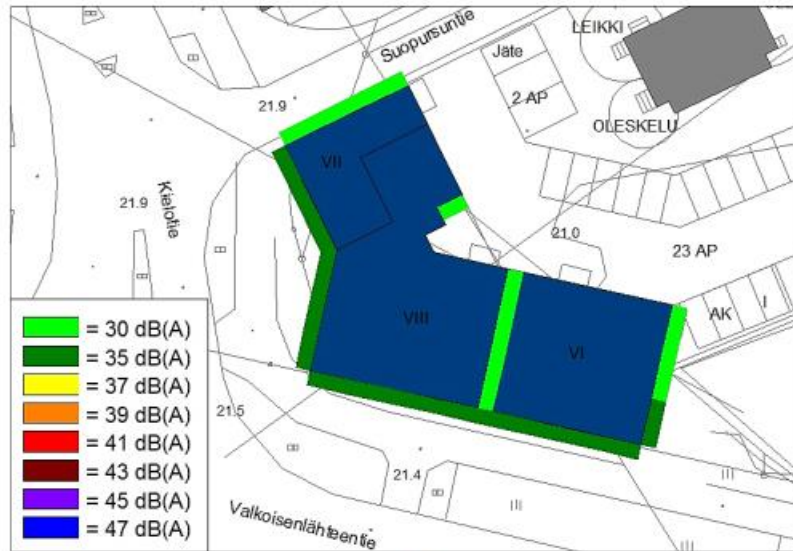 Suopursuntie
LEIKKI
Jäte
2 AP
OLESKELU
21.9
VII
Kielotie
21.9
21.0
23 AP
AK
I
VIII
VI
= 30 dB(A)
= 35 dB(A)
= 37 dB(A)
= 39 dB(A)
= 41 dB(A)
= 43 dB(A)
= 45 dB(A)
= 47 dB(A)
21.5
21.4
Valkoisenlähteentie